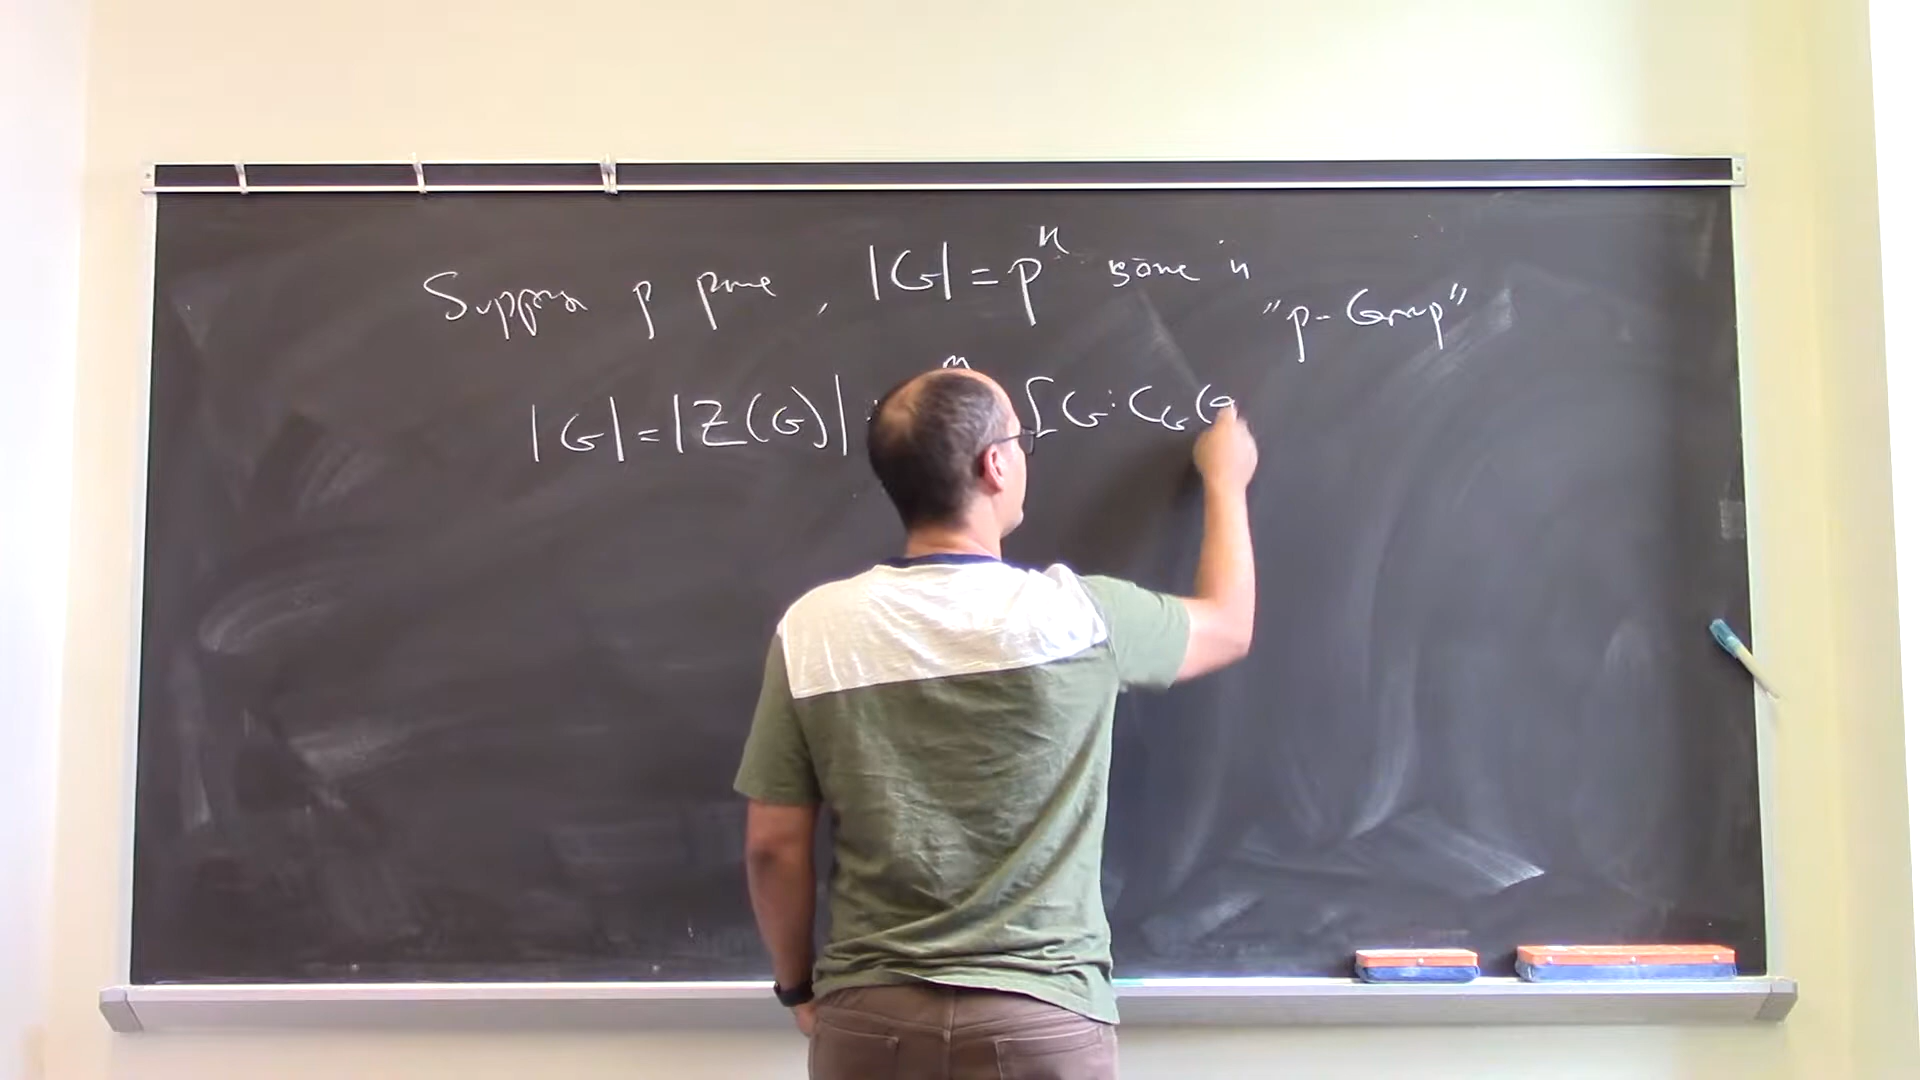 Suppose p prime, |G| = p^n some n
"p-Group"
|G| = |Z(G)| m [G : C_G(